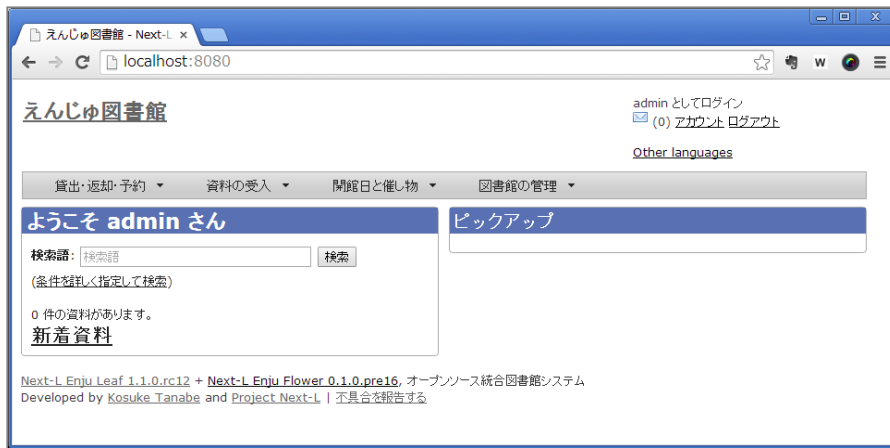 えんじゅ図書館 - Next-L
localhost:8080
W
えんじゅ図書館
admin としてログイン
(0) アカウント ログアウト
Other languages
貸出・返却・予約 ▼ 資料の受入 ▼ 開館日と催し物 ▼ 図書館の管理 ▼
ようこそ admin さん
ピックアップ
検索語: 検索語 検索
(条件を詳しく指定して検索)
0 件の資料があります。
新着資料
Next-L Enju Leaf 1.1.0.rc12 + Next-L Enju Flower 0.1.0.pre16, オープンソース統合図書館システム
Developed by Kosuke Tanabe and Project Next-L | 不具合を報告する